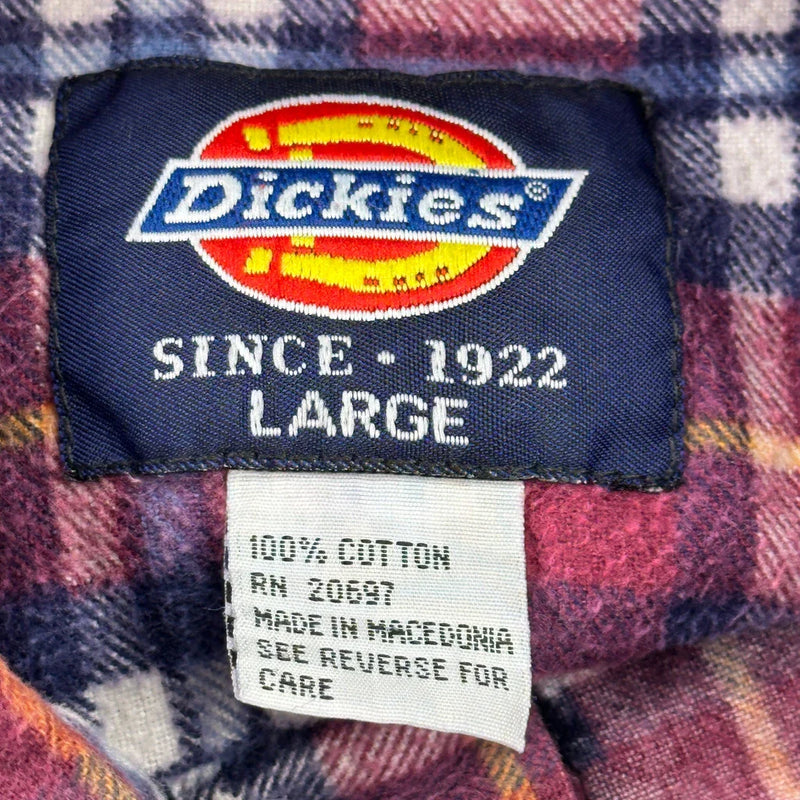 Dickies®
SINCE · 1922
LARGE
100% COTTON
RN 20697
MADE IN MACEDONIA
SEE REVERSE FOR
CARE